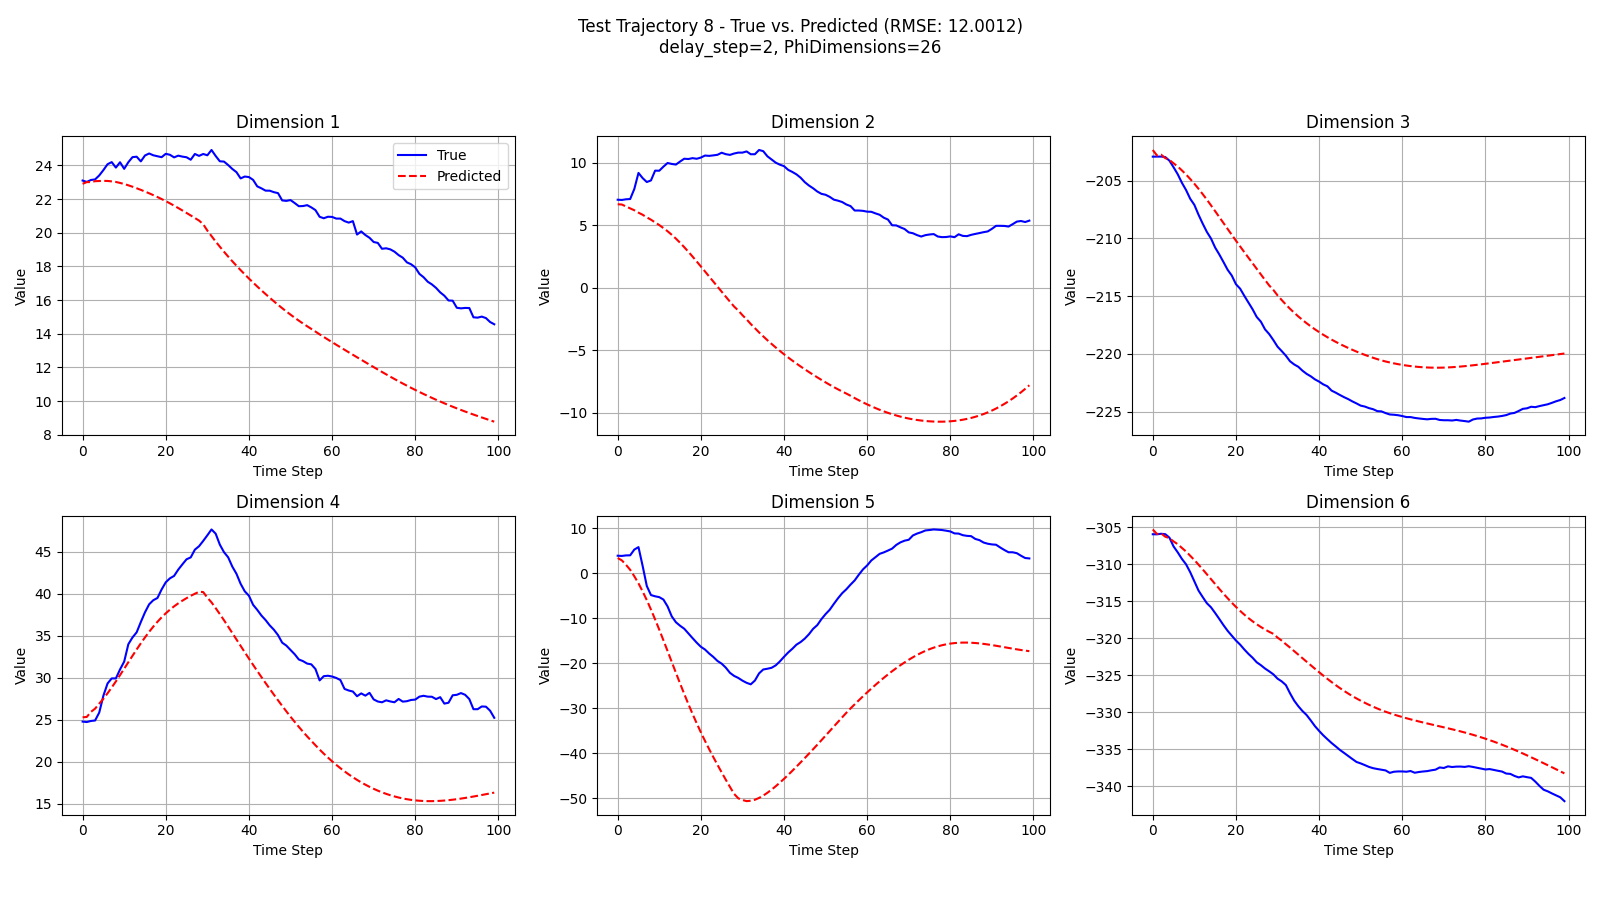 Test Trajectory 8 - True vs. Predicted (RMSE: 12.0012)
delay_step=2, PhiDimensions=26
Dimension 1
True
Predicted
Value
24
22
20
18
16
14
12
10
8
0 20 40 60 80 100
Time Step
Dimension 2
Value
10
5
0
−5
−10
0 20 40 60 80 100
Time Step
Dimension 3
Value
−205
−210
−215
−220
−225
0 20 40 60 80 100
Time Step
Dimension 4
Value
45
40
35
30
25
20
15
0 20 40 60 80 100
Time Step
Dimension 5
Value
10
0
−10
−20
−30
−40
−50
0 20 40 60 80 100
Time Step
Dimension 6
Value
−305
−310
−315
−320
−325
−330
−335
−340
0 20 40 60 80 100
Time Step